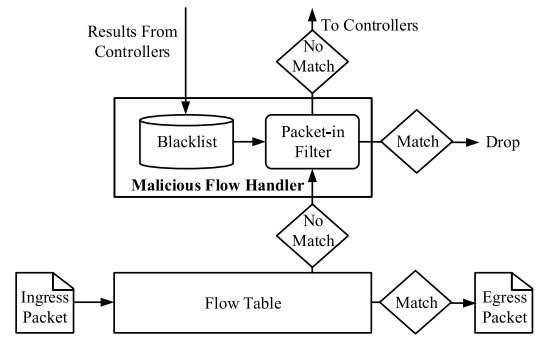 Results From
Controllers
To Controllers
No
Match
Blacklist
Packet-in
Filter
Match
Drop
Malicious Flow Handler
No
Match
Ingress
Packet
Flow Table
Match
Egress
Packet